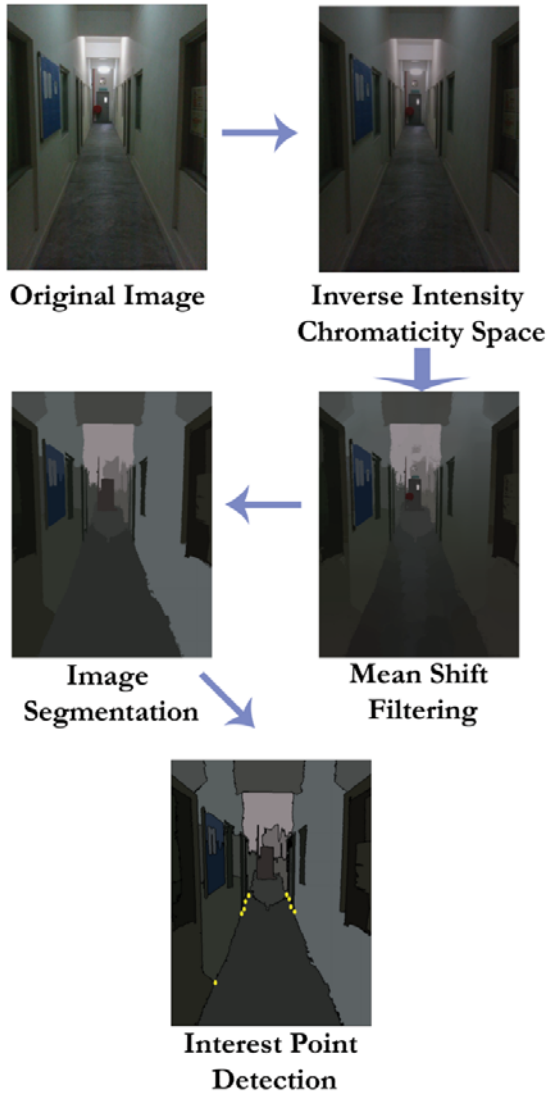 Original Image
Inverse Intensity
Chromaticity Space
Mean Shift
Filtering
Image
Segmentation
Interest Point
Detection